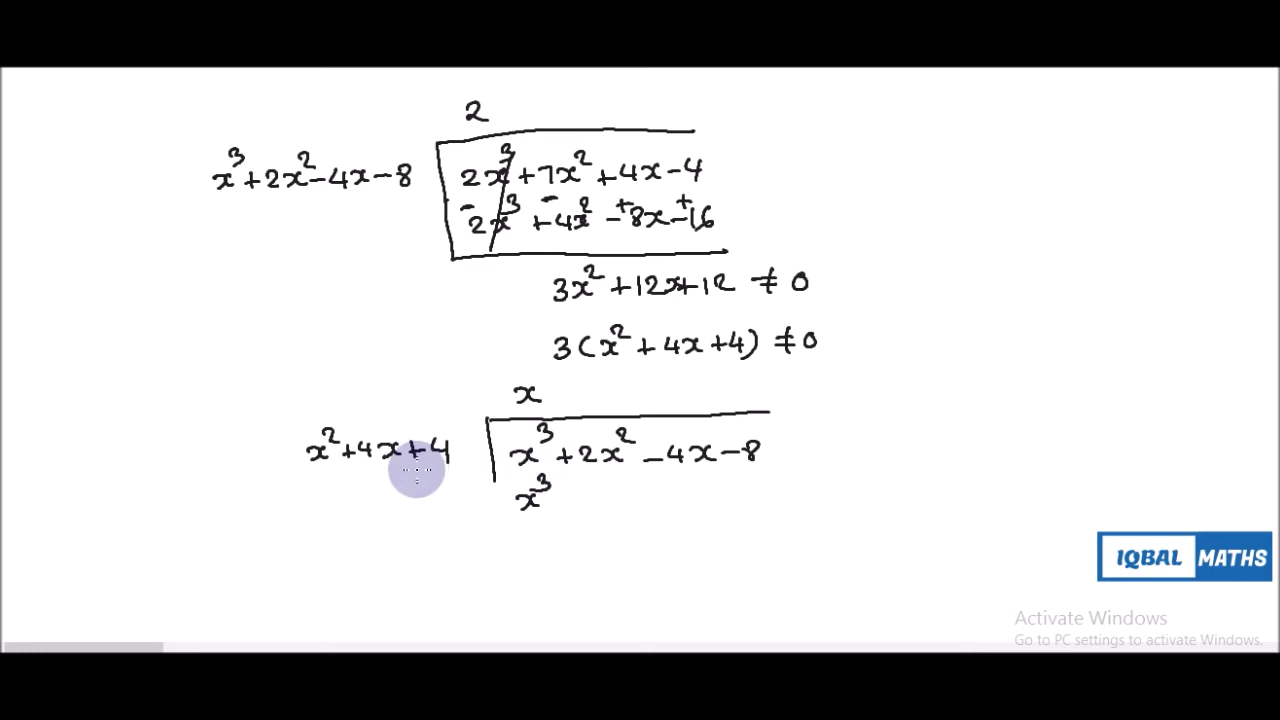 2
x³+2x²-4x-8 2x³+7x²+4x-4
- - + +
2x³+4x²-8x-16
3x²+12x+12 ≠ 0
3(x²+4x+4) ≠ 0
x
x²+4x+4 x³+2x²-4x-8
x³
IQBAL MATHS
Activate Windows
Go to PC settings to activate Windows.